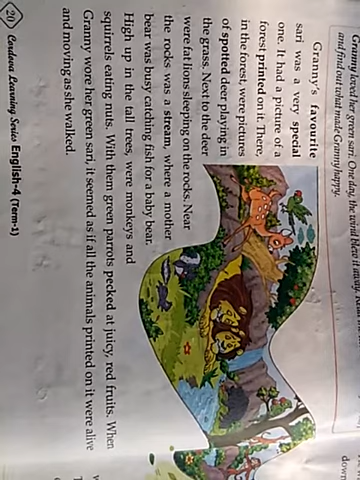 Granny loved a green sari. One day, the wind blew it away. Read
and find out what made Granny happy.
Granny's favourite
sari was a very special
one. It had a picture of a
forest printed on it. There,
in the forest, were pictures
of spotted deer playing in
the grass. Next to the deer
were fat lions sleeping on the rocks. Near
the rocks was a stream, where a mother
bear was busy catching fish for a baby bear.
High up in the tall trees, were monkeys and
squirrels eating nuts. With them green parrots pecked at juicy, red fruits. When
Granny wore her green sari, it seemed as if all the animals printed on it were alive
and moving as she walked.
20
Learning Series English-4 (Term-1)
down